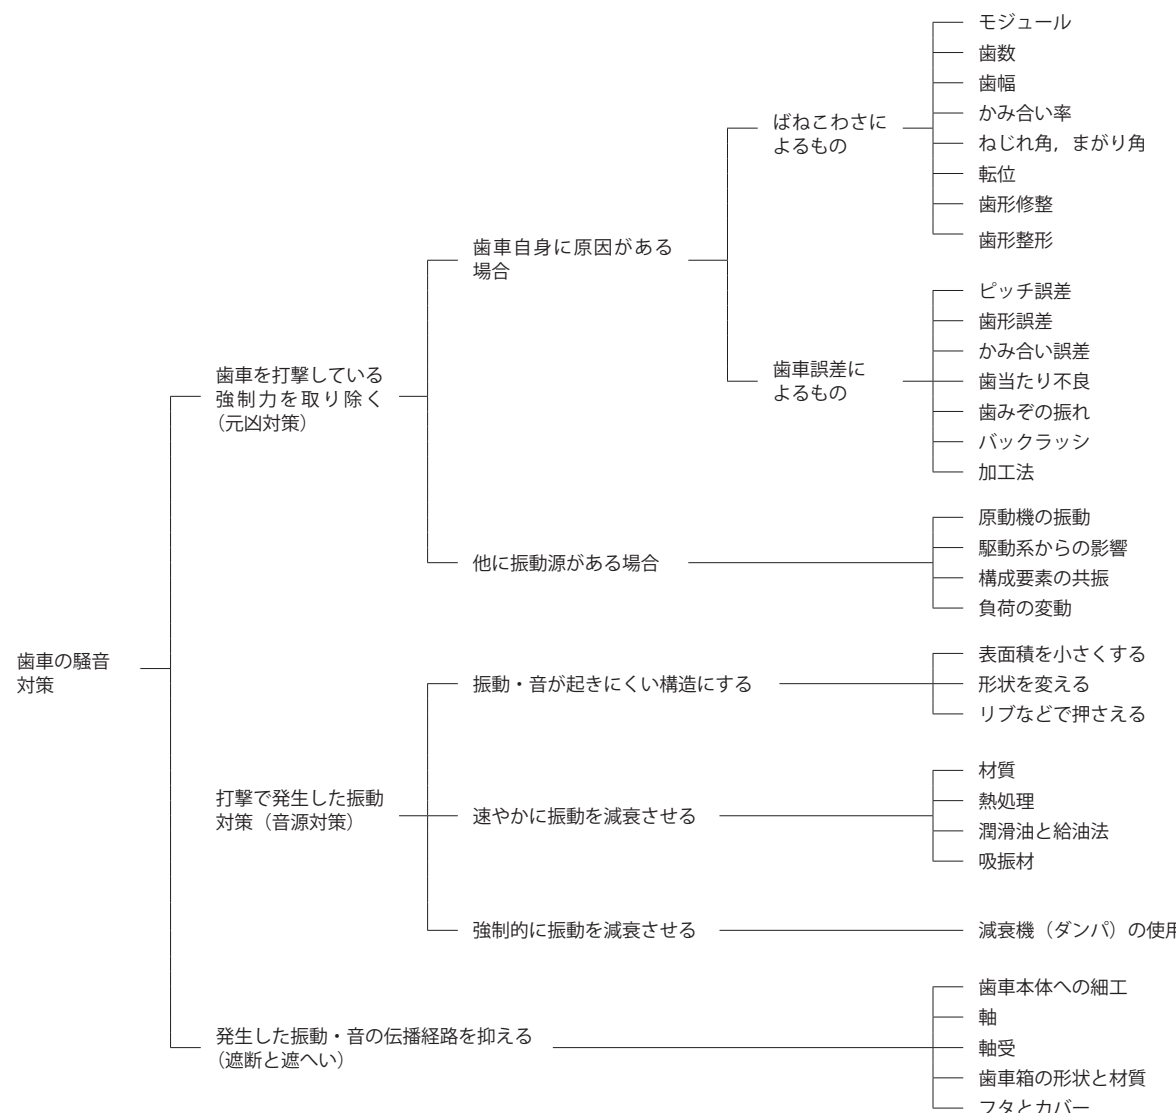 歯車の騒音
対策
歯車を打撃している
強制力を取り除く
（元凶対策）
歯車自身に原因がある
場合
ばねこわさに
よるもの
モジュール
歯数
歯幅
かみ合い率
ねじれ角，まがり角
転位
歯形修整
歯形整形
歯車誤差に
よるもの
ピッチ誤差
歯形誤差
かみ合い誤差
歯当たり不良
歯みぞの振れ
バックラッシ
加工法
他に振動源がある場合
原動機の振動
駆動系からの影響
構成要素の共振
負荷の変動
打撃で発生した振動
対策（音源対策）
振動・音が起きにくい構造にする
表面積を小さくする
形状を変える
リブなどで押さえる
速やかに振動を減衰させる
材質
熱処理
潤滑油と給油法
吸振材
強制的に振動を減衰させる
減衰機（ダンパ）の使用
発生した振動・音の伝播経路を抑える
（遮断と遮へい）
歯車本体への細工
軸
軸受
歯車箱の形状と材質
フタとカバー